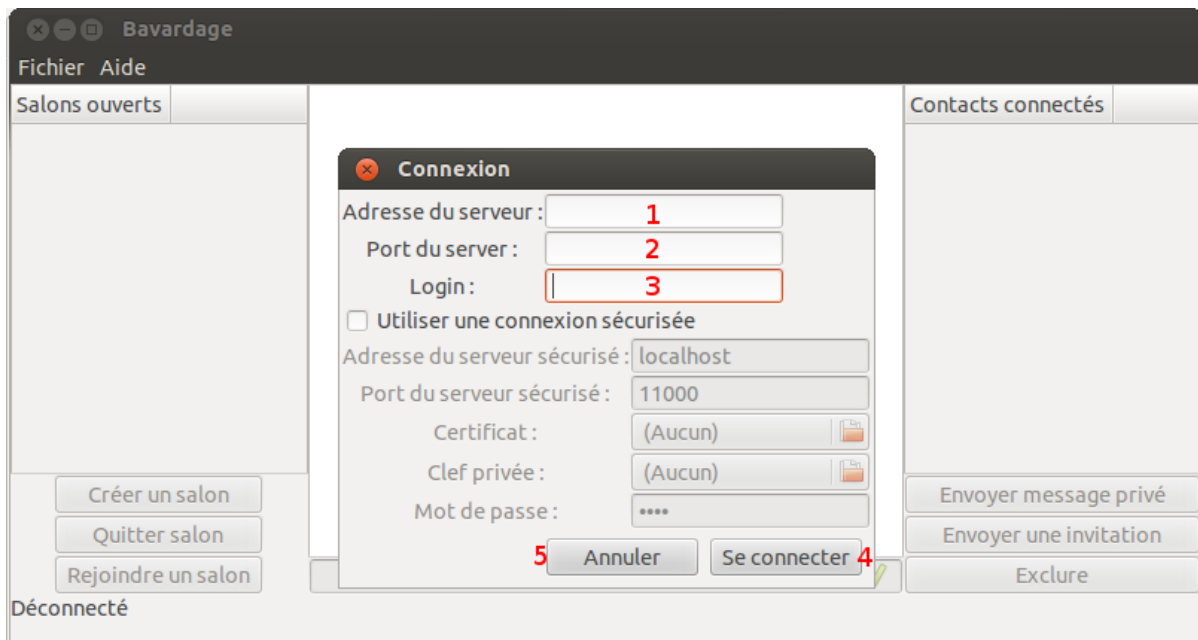 Bavardage
Fichier Aide
Salons ouverts
Contacts connectés
Connexion
Adresse du serveur : 1
Port du server : 2
Login : 3
Utiliser une connexion sécurisée
Adresse du serveur sécurisé : localhost
Port du serveur sécurisé : 11000
Certificat : (Aucun)
Clef privée : (Aucun)
Mot de passe : ••••
5 Annuler Se connecter 4
Créer un salon
Quitter salon
Rejoindre un salon
Envoyer message privé
Envoyer une invitation
Exclure
Déconnecté